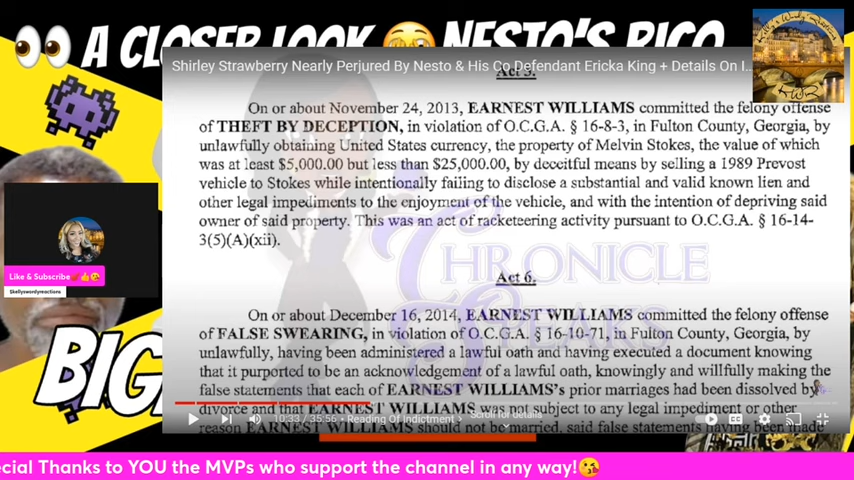 A CLOSER LOOK NESTO'S RICO
Shirley Strawberry Nearly Perjured By Nesto & His Co Defendant Ericka King + Details On I...
On or about November 24, 2013, EARNEST WILLIAMS committed the felony offense
of THEFT BY DECEPTION, in violation of O.C.G.A. § 16-8-3, in Fulton County, Georgia, by
unlawfully obtaining United States currency, the property of Melvin Stokes, the value of which
was at least $5,000.00 but less than $25,000.00, by deceitful means by selling a 1989 Prevost
vehicle to Stokes while intentionally failing to disclose a substantial and valid known lien and
other legal impediments to the enjoyment of the vehicle, and with the intention of depriving said
owner of said property. This was an act of racketeering activity pursuant to O.C.G.A. § 16-14-
3(5)(A)(xii).
CHRONICLE
SPEAKS
Act 6.
On or about December 16, 2014, EARNEST WILLIAMS committed the felony offense
of FALSE SWEARING, in violation of O.C.G.A. § 16-10-71, in Fulton County, Georgia, by
unlawfully, having been administered a lawful oath and having executed a document knowing
that it purported to be an acknowledgement of a lawful oath, knowingly and willfully making the
false statements that each of EARNEST WILLIAMS's prior marriages had been dissolved by
divorce and that EARNEST WILLIAMS was not subject to any legal impediment or other
reason EARNEST WILLIAMS should not be married, said false statements having been made
10:33 / 35:56 • Reading Of Indictment ›
Scroll for details
Like & Subscribe
$kellyswordyreactions
BIG
ecial Thanks to YOU the MVPs who support the channel in any way!